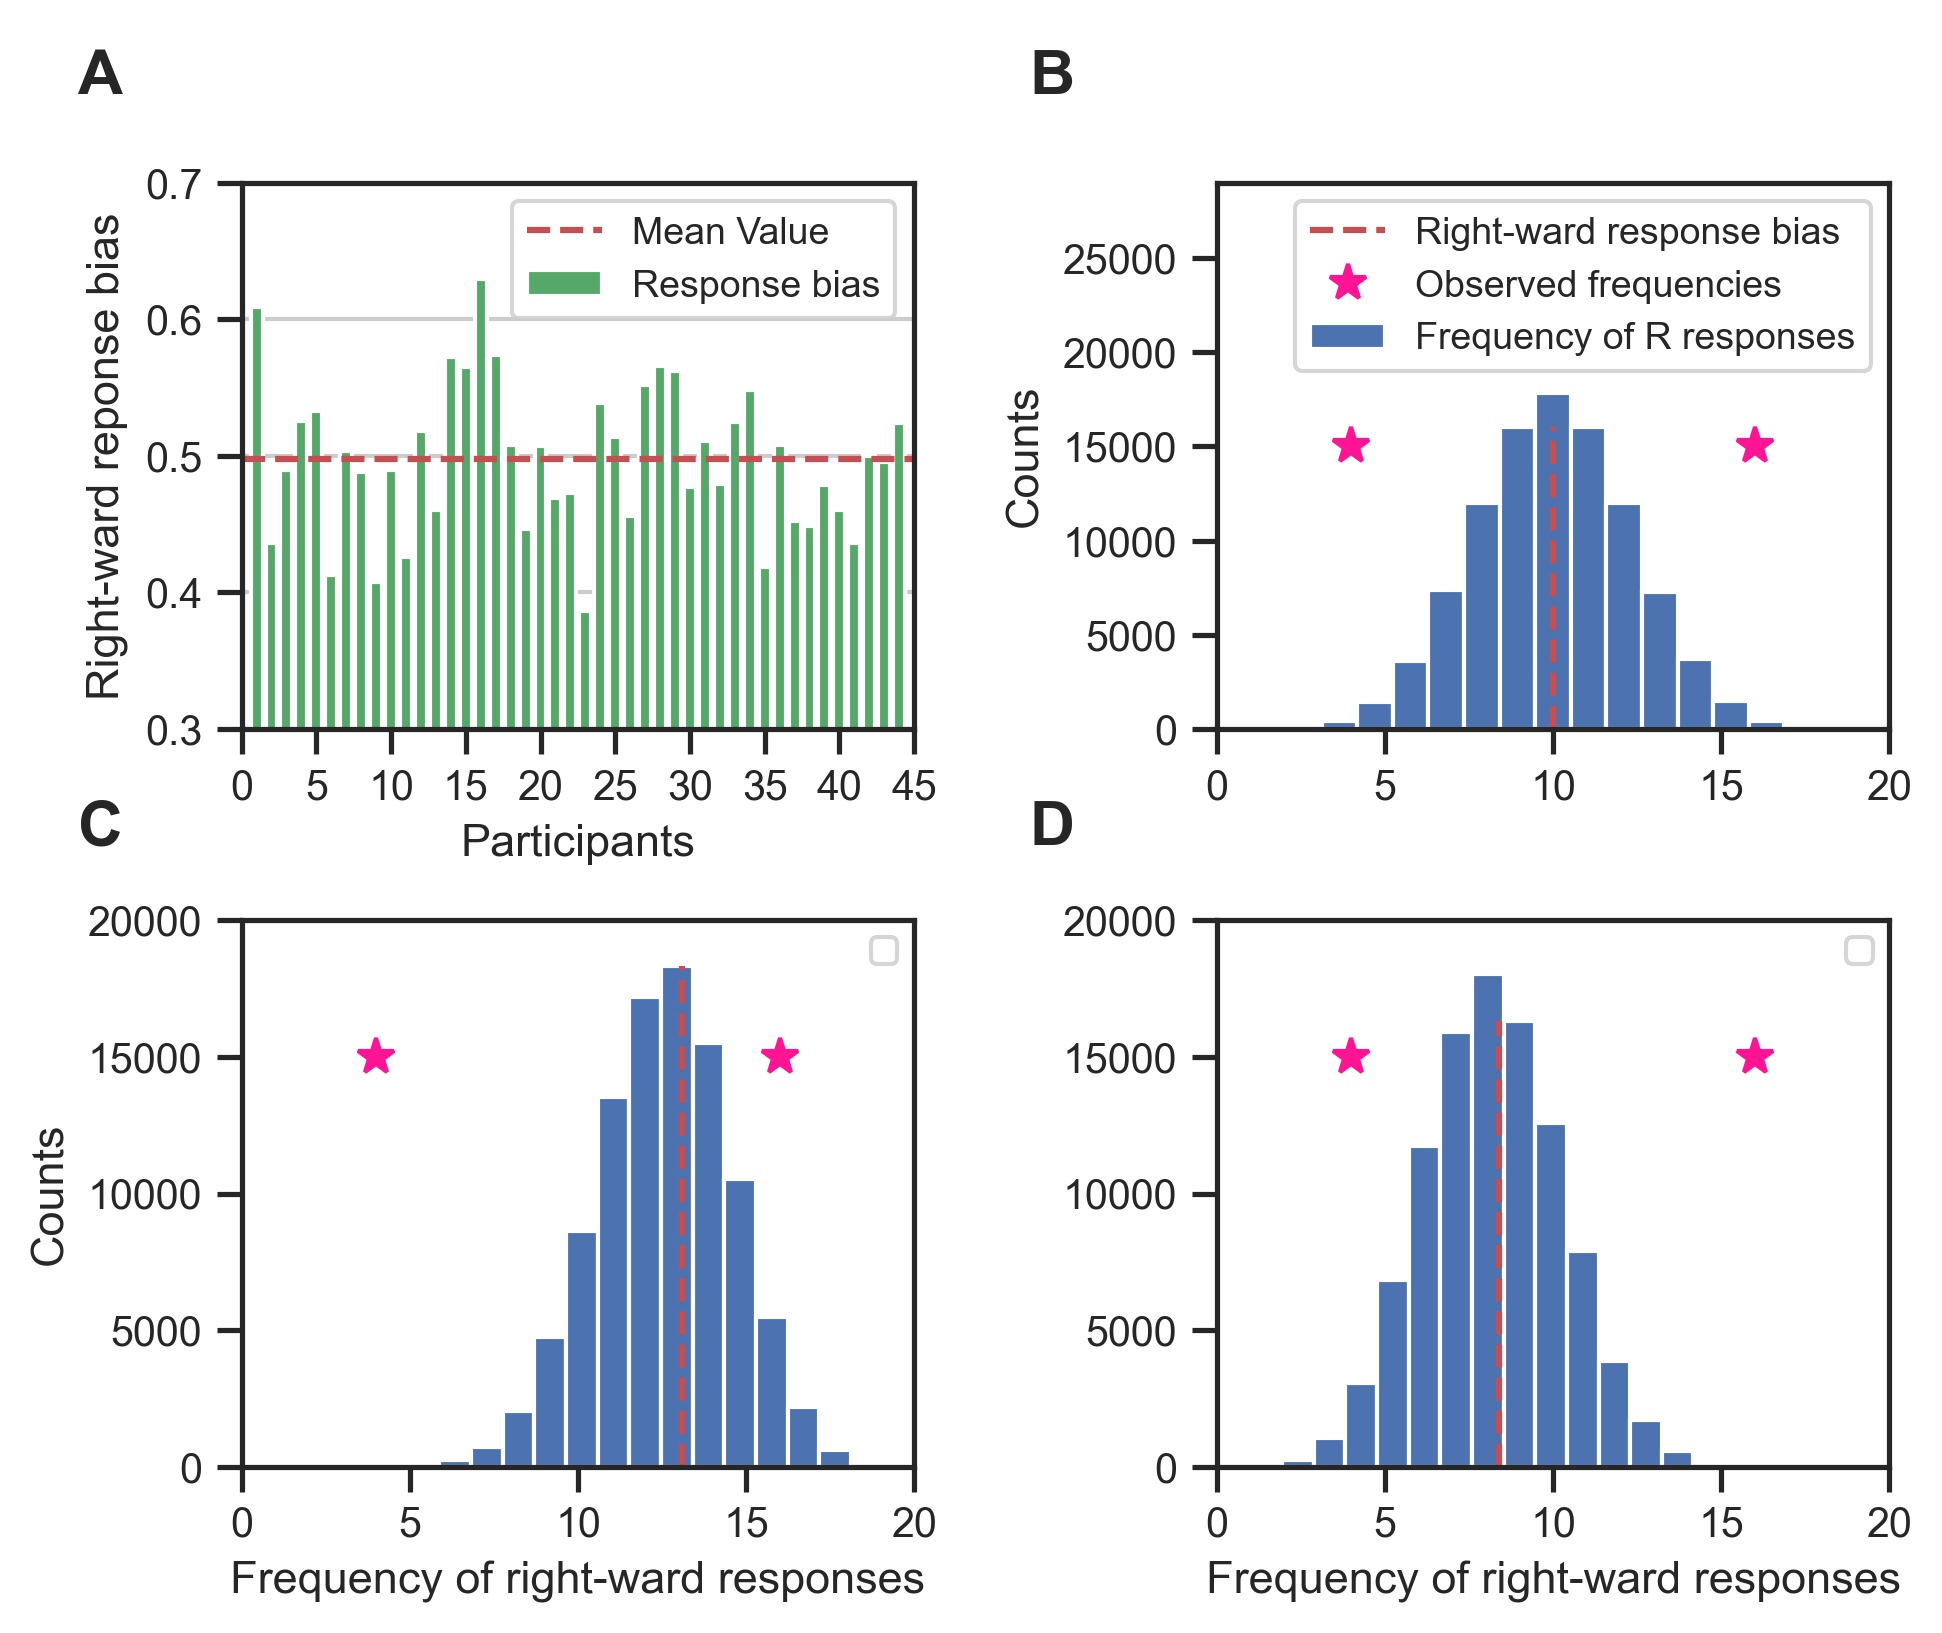 A
B
0.7
0.6
0.5
0.4
0.3
Right-ward reponse bias
Mean Value
Response bias
0 5 10 15 20 25 30 35 40 45
Participants
25000
20000
15000
10000
5000
0
Counts
Right-ward response bias
Observed frequencies
Frequency of R responses
0 5 10 15 20
C
D
20000
15000
10000
5000
0
Counts
0 5 10 15 20
Frequency of right-ward responses
20000
15000
10000
5000
0
0 5 10 15 20
Frequency of right-ward responses